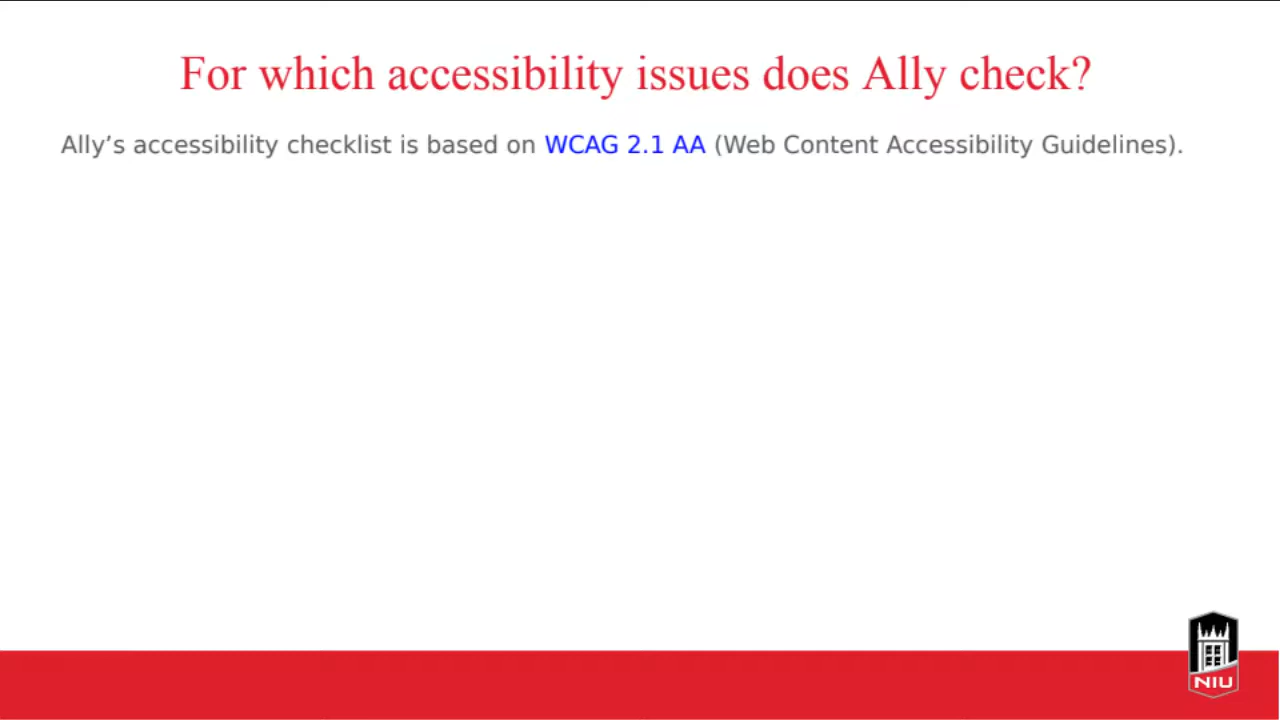 For which accessibility issues does Ally check?
Ally’s accessibility checklist is based on WCAG 2.1 AA (Web Content Accessibility Guidelines).
NIU